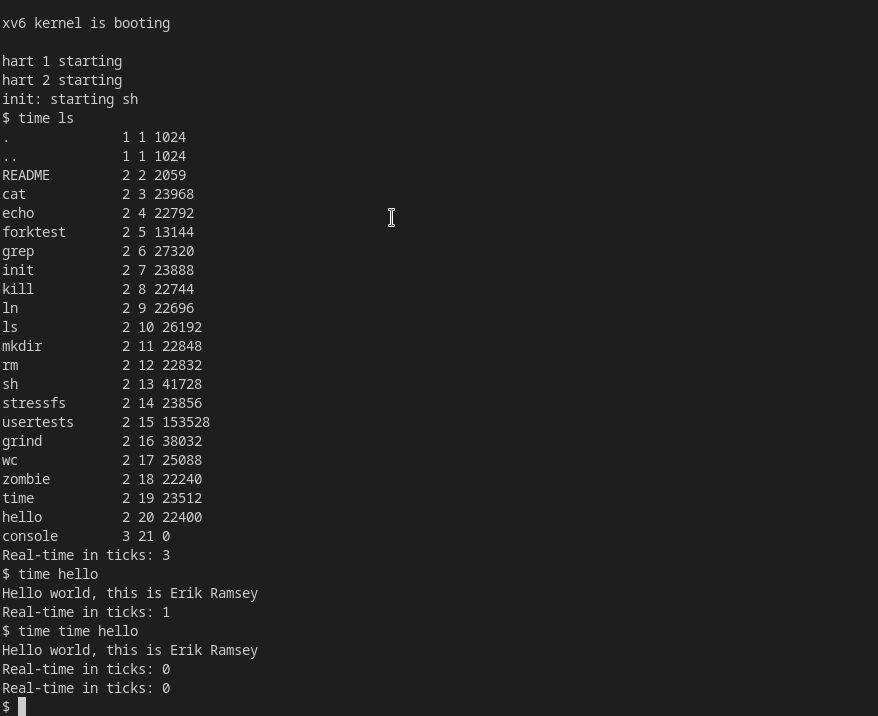 xv6 kernel is booting
hart 1 starting
hart 2 starting
init: starting sh
$ time ls
.              1 1 1024
..             1 1 1024
README         2 2 2059
cat            2 3 23968
echo           2 4 22792
forktest       2 5 13144
grep           2 6 27320
init           2 7 23888
kill           2 8 22744
ln             2 9 22696
ls             2 10 26192
mkdir          2 11 22848
rm             2 12 22832
sh             2 13 41728
stressfs       2 14 23856
usertests      2 15 153528
grind          2 16 38032
wc             2 17 25088
zombie         2 18 22240
time           2 19 23512
hello          2 20 22400
console        3 21 0
Real-time in ticks: 3
$ time hello
Hello world, this is Erik Ramsey
Real-time in ticks: 1
$ time time hello
Hello world, this is Erik Ramsey
Real-time in ticks: 0
Real-time in ticks: 0
$